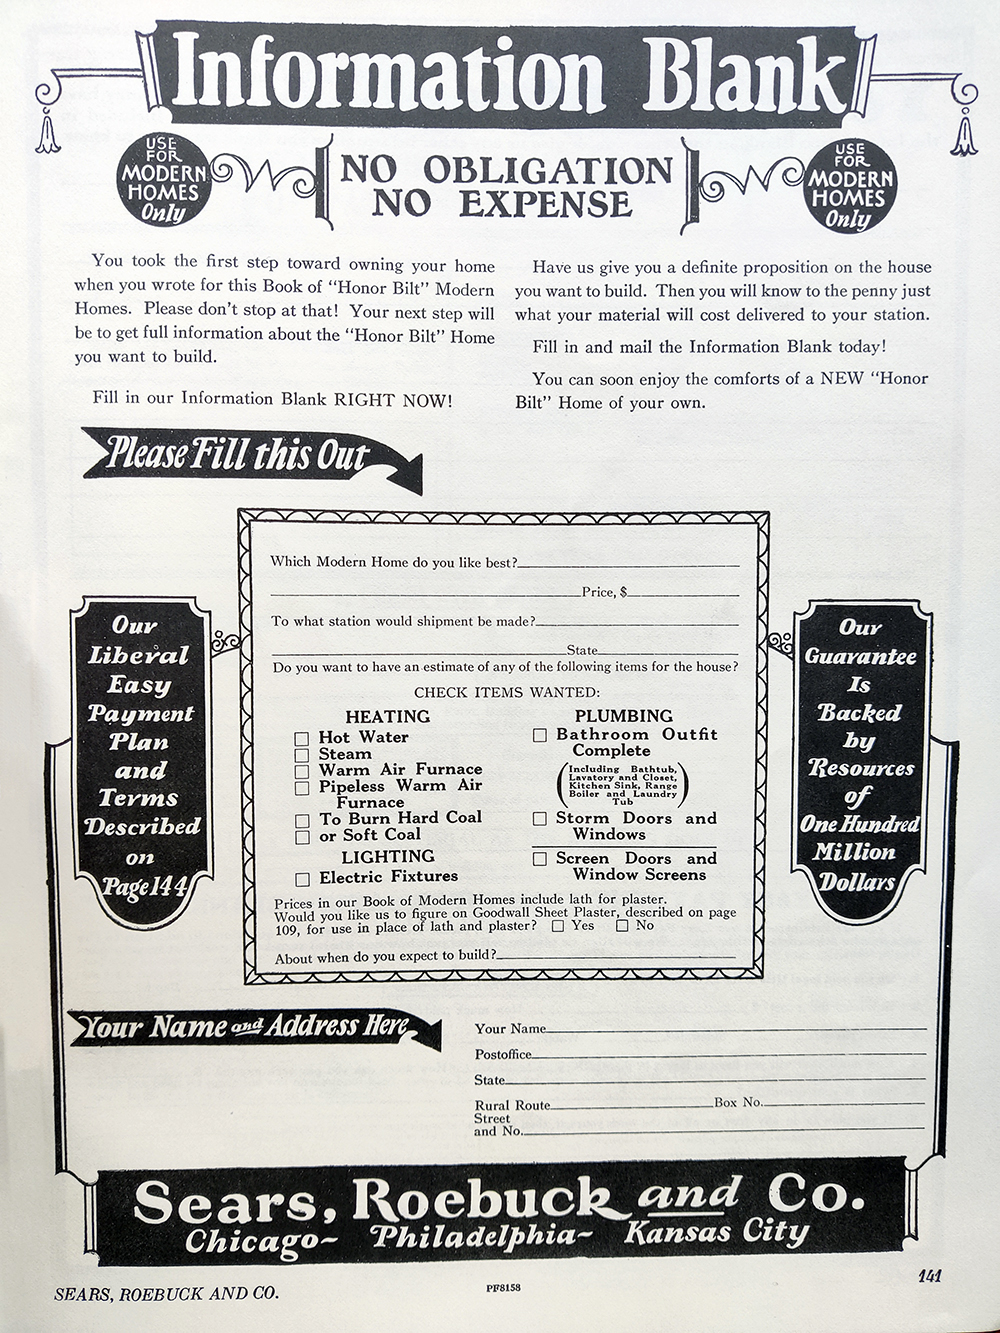 Information Blank
USE
FOR
MODERN
HOMES
Only
NO OBLIGATION
NO EXPENSE
USE
FOR
MODERN
HOMES
Only
You took the first step toward owning your home
when you wrote for this Book of “Honor Bilt” Modern
Homes. Please don’t stop at that! Your next step will
be to get full information about the “Honor Bilt” Home
you want to build.
Fill in our Information Blank RIGHT NOW!
Have us give you a definite proposition on the house
you want to build. Then you will know to the penny just
what your material will cost delivered to your station.
Fill in and mail the Information Blank today!
You can soon enjoy the comforts of a NEW “Honor
Bilt” Home of your own.
Please Fill this Out
Our
Liberal
Easy
Payment
Plan
and
Terms
Described
on
Page 144
Which Modern Home do you like best?
Price, $
To what station would shipment be made?
State
Do you want to have an estimate of any of the following items for the house?
CHECK ITEMS WANTED:
HEATING
Hot Water
Steam
Warm Air Furnace
Pipeless Warm Air
Furnace
To Burn Hard Coal
or Soft Coal
LIGHTING
Electric Fixtures
PLUMBING
Bathroom Outfit
Complete
(Including Bathtub,
Lavatory and Closet,
Kitchen Sink, Range
Boiler and Laundry
Tub)
Storm Doors and
Windows
Screen Doors and
Window Screens
Prices in our Book of Modern Homes include lath for plaster.
Would you like us to figure on Goodwall Sheet Plaster, described on page
109, for use in place of lath and plaster? Yes No
About when do you expect to build?
Our
Guarantee
Is
Backed
by
Resources
of
One Hundred
Million
Dollars
Your Name and Address Here
Your Name
Postoffice
State
Rural Route Box No.
Street
and No.
Sears, Roebuck and Co.
Chicago~ Philadelphia~ Kansas City
SEARS, ROEBUCK AND CO.
PF8158
141